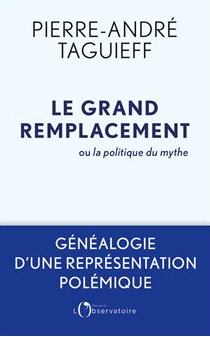 PIERRE-ANDRÉ
TAGUIEFF
LE GRAND
REMPLACEMENT
ou la politique du mythe
GÉNÉALOGIE
D'UNE REPRÉSENTATION
POLÉMIQUE
L'Observatoire